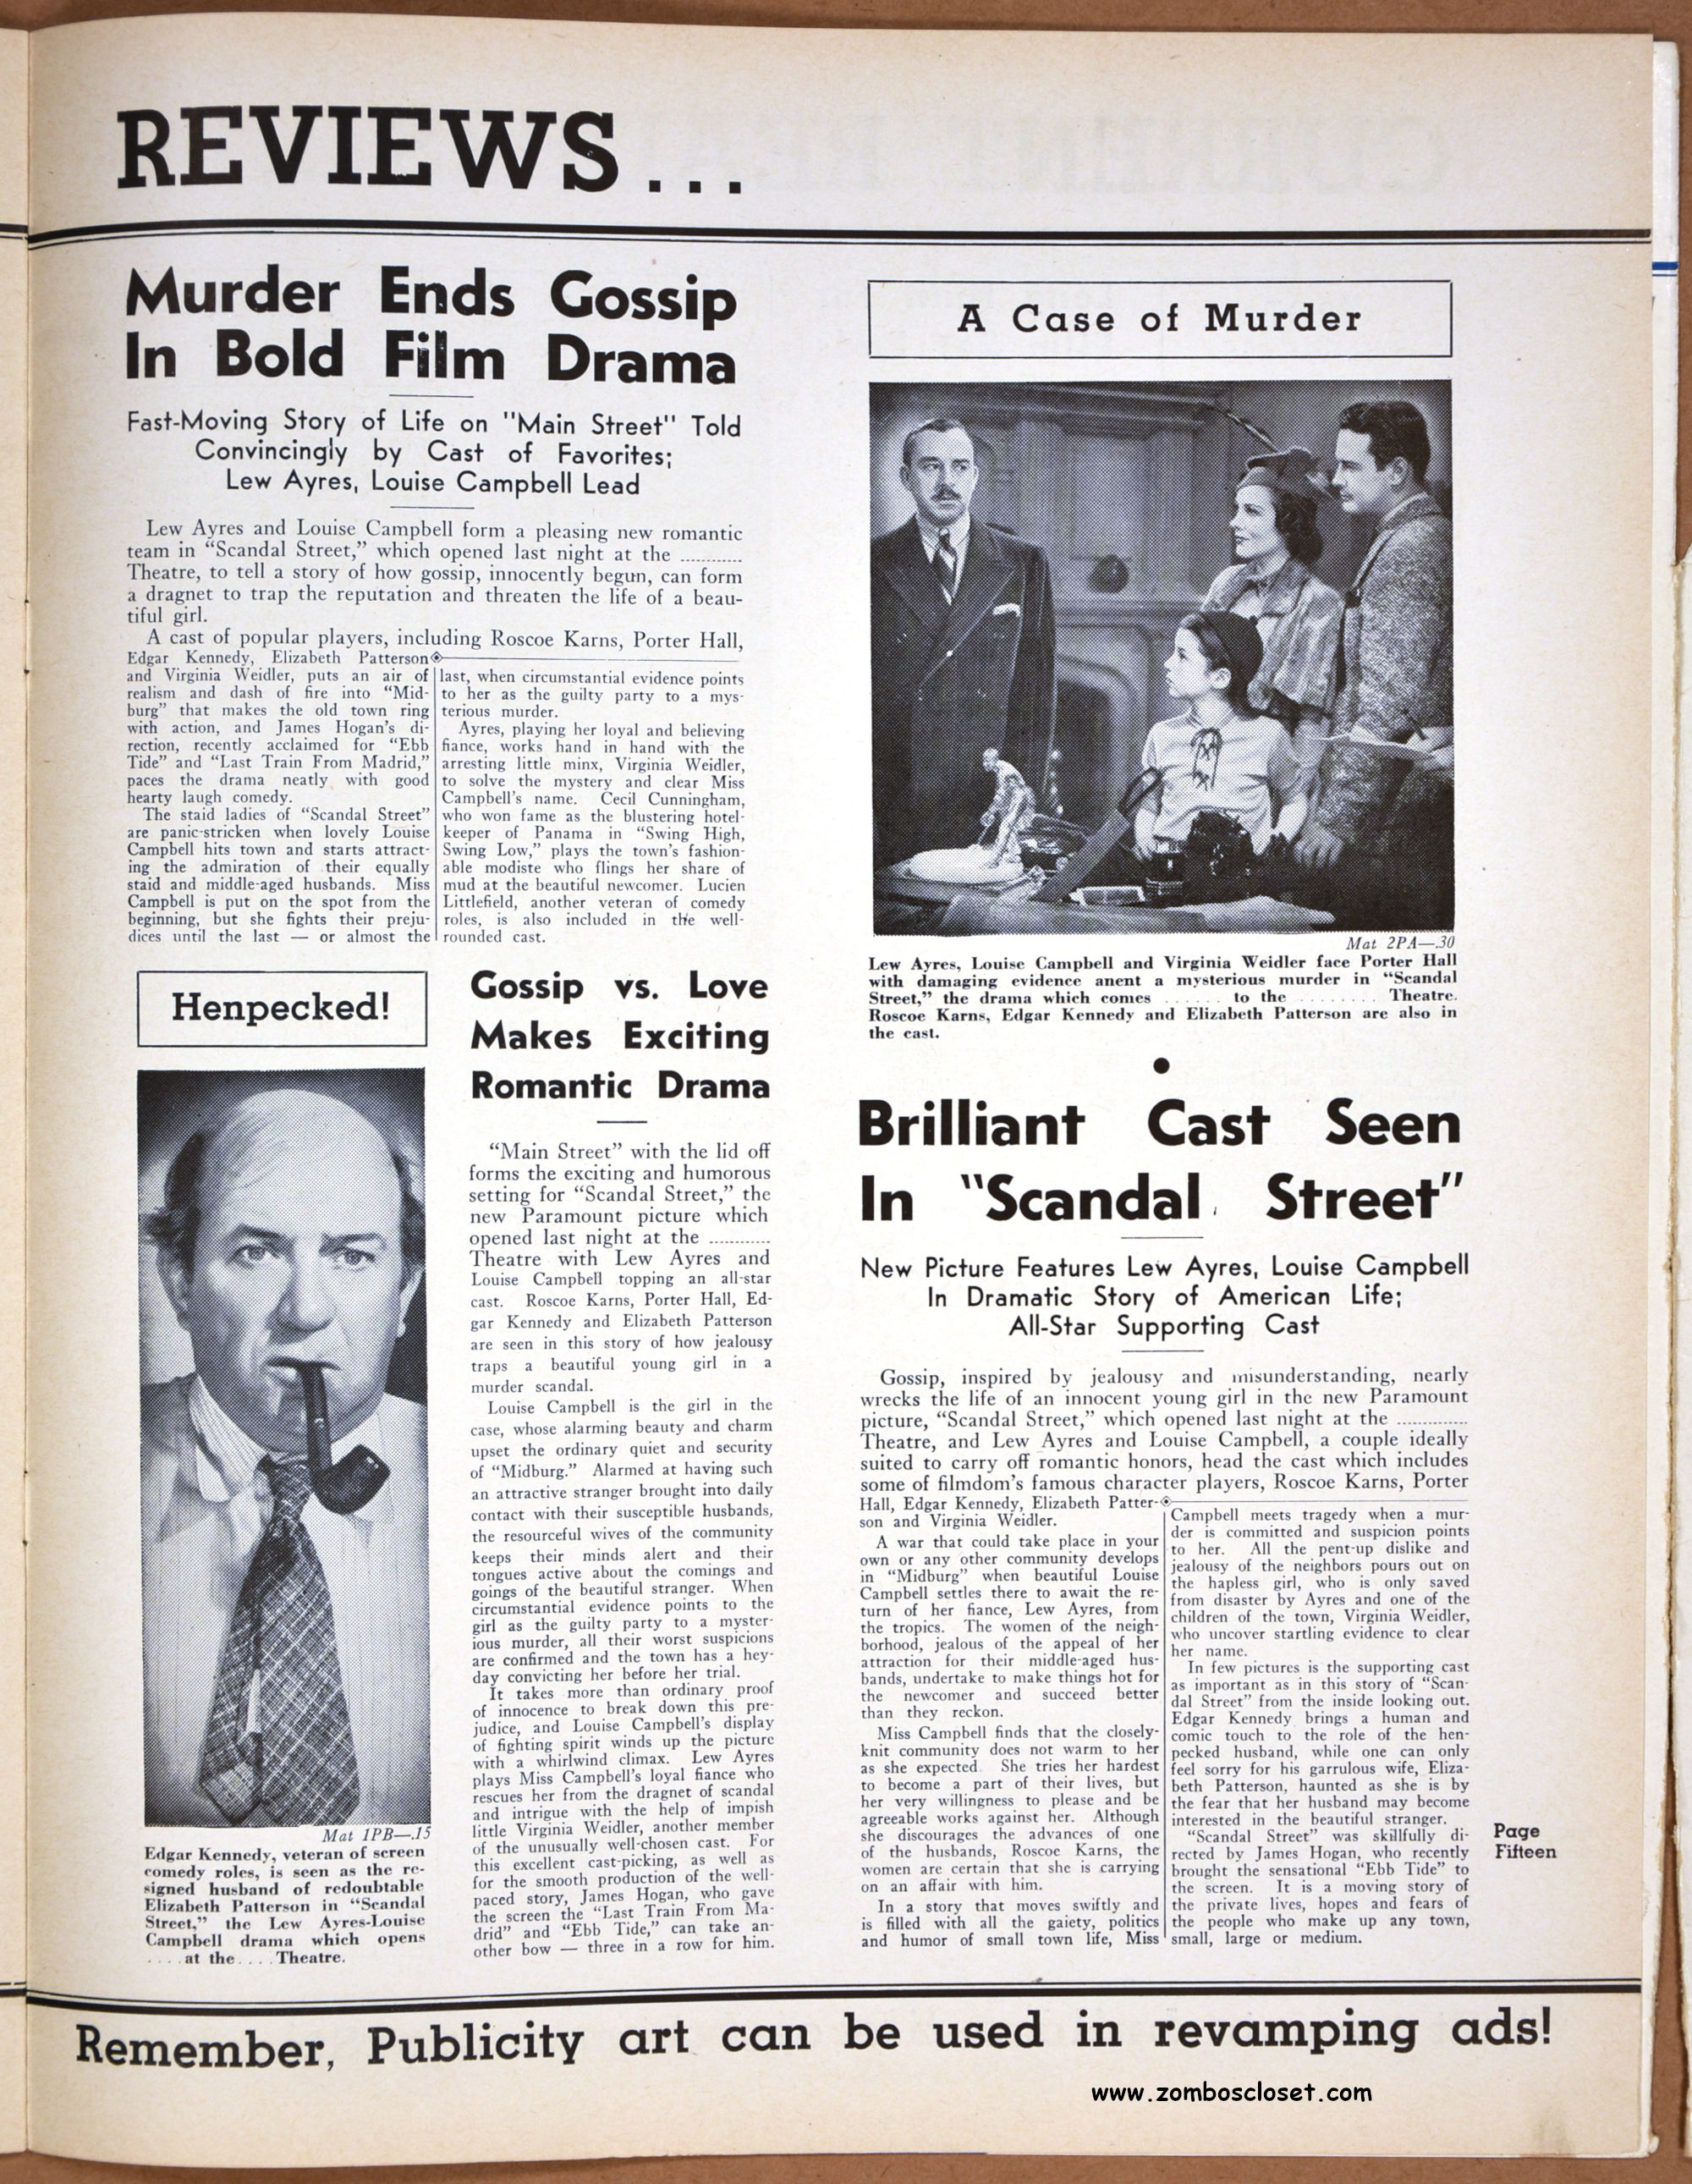 REVIEWS...
Murder Ends Gossip
In Bold Film Drama
Fast-Moving Story of Life on "Main Street" Told
Convincingly by Cast of Favorites;
Lew Ayres, Louise Campbell Lead
Lew Ayres and Louise Campbell form a pleasing new romantic
team in “Scandal Street,” which opened last night at the ............
Theatre, to tell a story of how gossip, innocently begun, can form
a dragnet to trap the reputation and threaten the life of a beau-
tiful girl.
A cast of popular players, including Roscoe Karns, Porter Hall,
Edgar Kennedy, Elizabeth Patterson
and Virginia Weidler, puts an air of
realism and dash of fire into “Mid-
burg” that makes the old town ring
with action, and James Hogan’s di-
rection, recently acclaimed for “Ebb
Tide” and “Last Train From Madrid,”
paces the drama neatly with good
hearty laugh comedy.
The staid ladies of “Scandal Street”
are panic-stricken when lovely Louise
Campbell hits town and starts attract-
ing the admiration of their equally
staid and middle-aged husbands. Miss
Campbell is put on the spot from the
beginning, but she fights their preju-
dices until the last — or almost the
last, when circumstantial evidence points
to her as the guilty party to a mys-
terious murder.
Ayres, playing her loyal and believing
fiance, works hand in hand with the
arresting little minx, Virginia Weidler,
to solve the mystery and clear Miss
Campbell’s name. Cecil Cunningham,
who won fame as the blustering hotel-
keeper of Panama in “Swing High,
Swing Low,” plays the town’s fashion-
able modiste who flings her share of
mud at the beautiful newcomer. Lucien
Littlefield, another veteran of comedy
roles, is also included in the well-
rounded cast.
Henpecked!
Mat 1PB—.15
Edgar Kennedy, veteran of screen
comedy roles, is seen as the re-
signed husband of redoubtable
Elizabeth Patterson in “Scandal
Street,” the Lew Ayres-Louise
Campbell drama which opens
....at the....Theatre.
Gossip vs. Love
Makes Exciting
Romantic Drama
“Main Street” with the lid off
forms the exciting and humorous
setting for “Scandal Street,” the
new Paramount picture which
opened last night at the ............
Theatre with Lew Ayres and
Louise Campbell topping an all-star
cast. Roscoe Karns, Porter Hall, Ed-
gar Kennedy and Elizabeth Patterson
are seen in this story of how jealousy
traps a beautiful young girl in a
murder scandal.
Louise Campbell is the girl in the
case, whose alarming beauty and charm
upset the ordinary quiet and security
of “Midburg.” Alarmed at having such
an attractive stranger brought into daily
contact with their susceptible husbands,
the resourceful wives of the community
keeps their minds alert and their
tongues active about the comings and
goings of the beautiful stranger. When
circumstantial evidence points to the
girl as the guilty party to a myster-
ious murder, all their worst suspicions
are confirmed and the town has a hey-
day convicting her before her trial.
It takes more than ordinary proof
of innocence to break down this pre-
judice, and Louise Campbell’s display
of fighting spirit winds up the picture
with a whirlwind climax. Lew Ayres
plays Miss Campbell’s loyal fiance who
rescues her from the dragnet of scandal
and intrigue with the help of impish
little Virginia Weidler, another member
of the unusually well-chosen cast. For
this excellent cast-picking, as well as
for the smooth production of the well-
paced story, James Hogan, who gave
the screen the “Last Train From Ma-
drid” and “Ebb Tide,” can take an-
other bow — three in a row for him.
A Case of Murder
Mat 2PA—.30
Lew Ayres, Louise Campbell and Virginia Weidler face Porter Hall
with damaging evidence anent a mysterious murder in “Scandal
Street,” the drama which comes ...... to the ........ Theatre.
Roscoe Karns, Edgar Kennedy and Elizabeth Patterson are also in
the cast.
Brilliant Cast Seen
In "Scandal Street"
New Picture Features Lew Ayres, Louise Campbell
In Dramatic Story of American Life;
All-Star Supporting Cast
Gossip, inspired by jealousy and misunderstanding, nearly
wrecks the life of an innocent young girl in the new Paramount
picture, “Scandal Street,” which opened last night at the .............
Theatre, and Lew Ayres and Louise Campbell, a couple ideally
suited to carry off romantic honors, head the cast which includes
some of filmdom’s famous character players, Roscoe Karns, Porter
Hall, Edgar Kennedy, Elizabeth Patter-
son and Virginia Weidler.
A war that could take place in your
own or any other community develops
in “Midburg” when beautiful Louise
Campbell settles there to await the re-
turn of her fiance, Lew Ayres, from
the tropics. The women of the neigh-
borhood, jealous of the appeal of her
attraction for their middle-aged hus-
bands, undertake to make things hot for
the newcomer and succeed better
than they reckon.
Miss Campbell finds that the closely-
knit community does not warm to her
as she expected. She tries her hardest
to become a part of their lives, but
her very willingness to please and be
agreeable works against her. Although
she discourages the advances of one
of the husbands, Roscoe Karns, the
women are certain that she is carrying
on an affair with him.
In a story that moves swiftly and
is filled with all the gaiety, politics
and humor of small town life, Miss
Campbell meets tragedy when a mur-
der is committed and suspicion points
to her. All the pent-up dislike and
jealousy of the neighbors pours out on
the hapless girl, who is only saved
from disaster by Ayres and one of the
children of the town, Virginia Weidler,
who uncover startling evidence to clear
her name.
In few pictures is the supporting cast
as important as in this story of “Scan-
dal Street” from the inside looking out.
Edgar Kennedy brings a human and
comic touch to the role of the hen-
pecked husband, while one can only
feel sorry for his garrulous wife, Eliza-
beth Patterson, haunted as she is by
the fear that her husband may become
interested in the beautiful stranger.
“Scandal Street” was skillfully di-
rected by James Hogan, who recently
brought the sensational “Ebb Tide” to
the screen. It is a moving story of
the private lives, hopes and fears of
the people who make up any town,
small, large or medium.
Page
Fifteen
Remember, Publicity art can be used in revamping ads!
www.zomboscloset.com